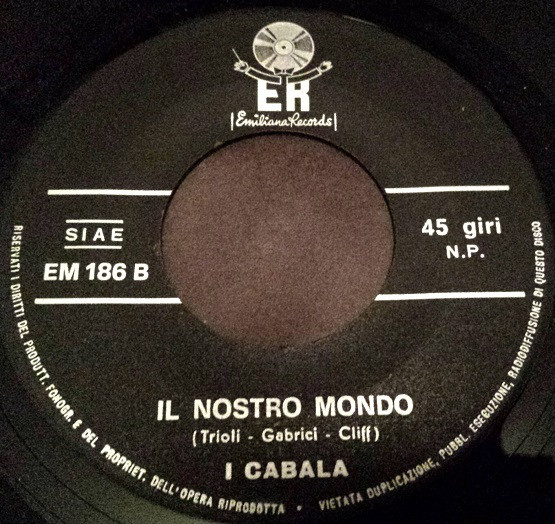 ER
Emiliana Records
SIAE
EM 186 B
45 giri
N.P.
IL NOSTRO MONDO
(Trioli - Gabrici - Cliff)
I CABALA
RISERVATI I DIRITTI DEL PRODUTT. FONOGR. E DEL PROPRIET. DELL'OPERA RIPRODOTTA • VIETATA DUPLICAZIONE, PUBBL. ESECUZIONE, RADIODIFFUSIONE DI QUESTO DISCO